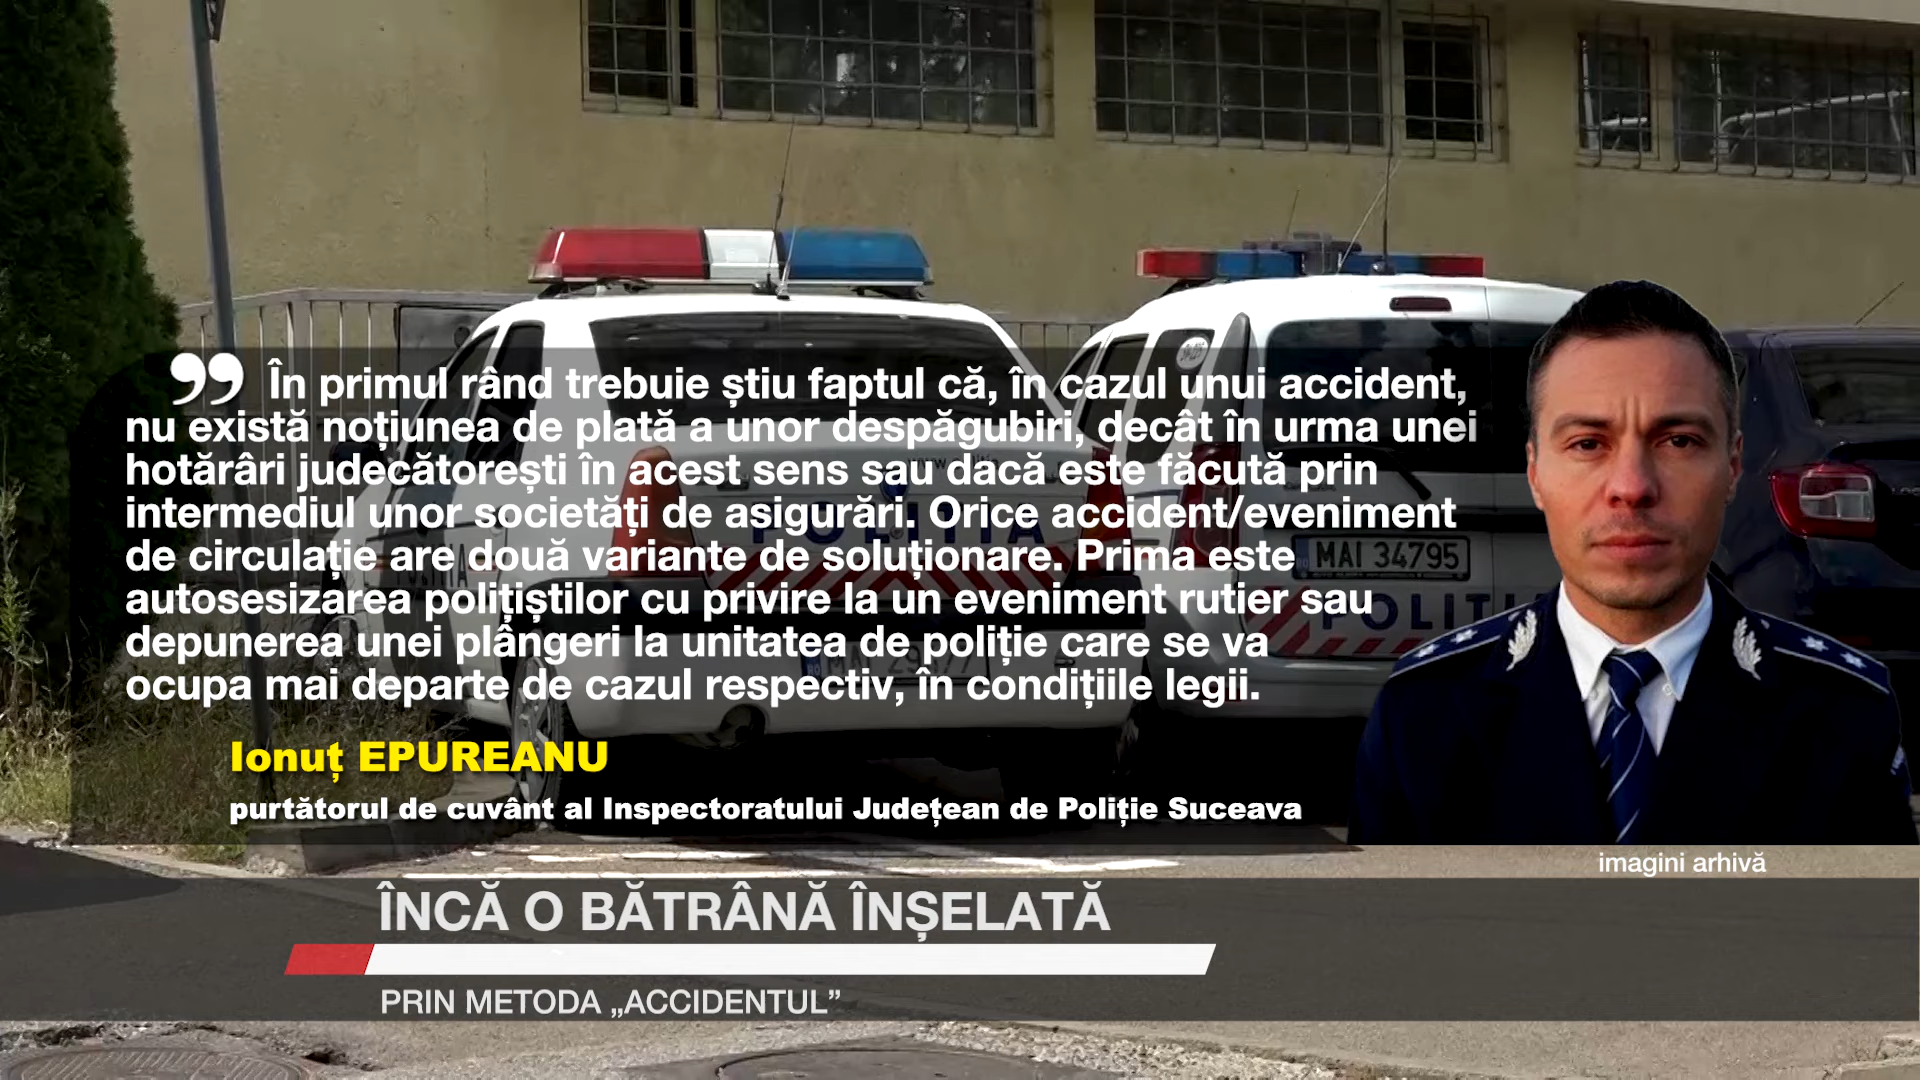 ” În primul rând trebuie știu faptul că, în cazul unui accident,
nu există noțiunea de plată a unor despăgubiri, decât în urma unei
hotărâri judecătorești în acest sens sau dacă este făcută prin
intermediul unor societăți de asigurări. Orice accident/eveniment
de circulație are două variante de soluționare. Prima este
autosesizarea polițiștilor cu privire la un eveniment rutier sau
depunerea unei plângeri la unitatea de poliție care se va
ocupa mai departe de cazul respectiv, în condițiile legii.
Ionuț EPUREANU
purtătorul de cuvânt al Inspectoratului Județean de Poliție Suceava
POLIȚIA
MAI 34795
POLIȚI
imagini arhivă
ÎNCĂ O BĂTRÂNĂ ÎNȘELATĂ
PRIN METODA „ACCIDENTUL”